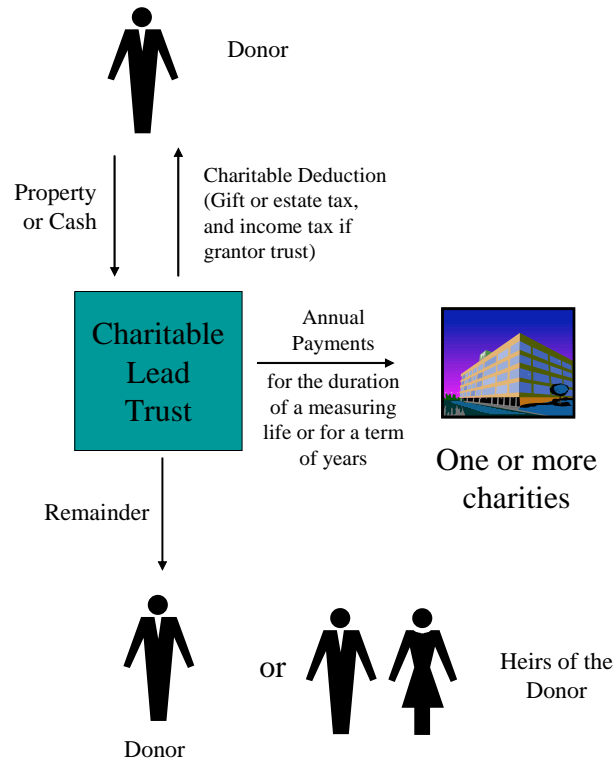 Donor
Property
or Cash
Charitable Deduction
(Gift or estate tax,
and income tax if
grantor trust)
Charitable
Lead
Trust
Annual
Payments
for the duration
of a measuring
life or for a term
of years
One or more
charities
Remainder
Donor
or
Heirs of the
Donor